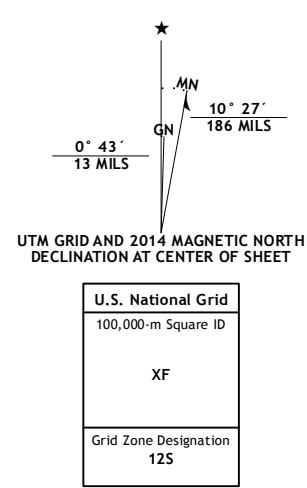 ★
MN
GN
10° 27´
186 MILS
0° 43´
13 MILS
UTM GRID AND 2014 MAGNETIC NORTH
DECLINATION AT CENTER OF SHEET
U.S. National Grid
100,000-m Square ID
XF
Grid Zone Designation
12S